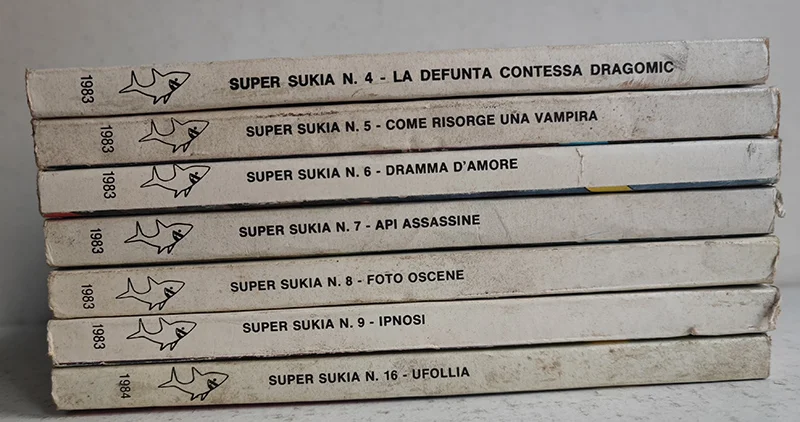 1983 SUPER SUKIA N. 4 - LA DEFUNTA CONTESSA DRAGOMIC
1983 SUPER SUKIA N. 5 - COME RISORGE UNA VAMPIRA
1983 SUPER SUKIA N. 6 - DRAMMA D'AMORE
1983 SUPER SUKIA N. 7 - API ASSASSINE
1983 SUPER SUKIA N. 8 - FOTO OSCENE
1983 SUPER SUKIA N. 9 - IPNOSI
1984 SUPER SUKIA N. 16 - UFOLLIA